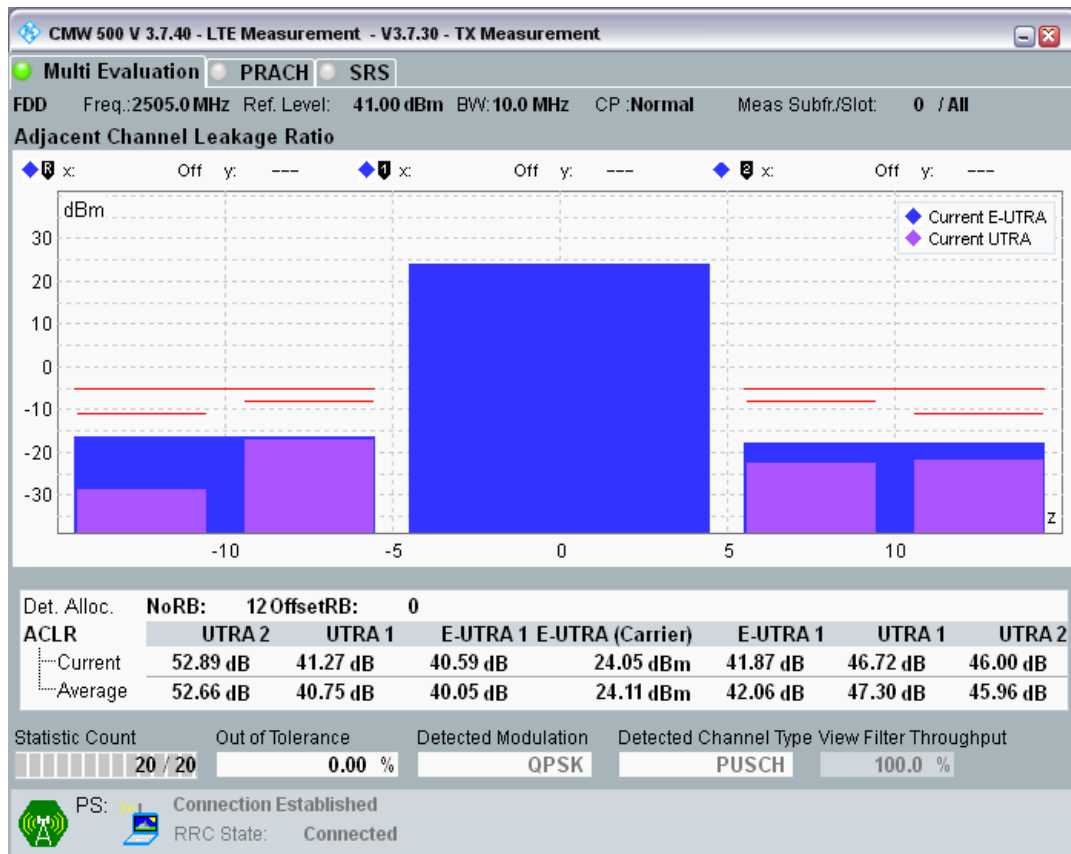 CMW 500 V 3.7.40 - LTE Measurement - V3.7.30 - TX Measurement
Multi Evaluation PRACH SRS
FDD Freq.:2505.0 MHz Ref. Level: 41.00 dBm BW:10.0 MHz CP :Normal Meas Subfr./Slot: 0 / All
Adjacent Channel Leakage Ratio
R x: Off y: --- 1 x: Off y: --- 2 x: Off y: ---
dBm
Current E-UTRA
Current UTRA
30
20
10
0
-10
-20
-30
z
-10 -5 0 5 10
Det. Alloc. NoRB: 12 OffsetRB: 0
ACLR UTRA 2 UTRA 1 E-UTRA 1 E-UTRA (Carrier) E-UTRA 1 UTRA 1 UTRA 2
Current 52.89 dB 41.27 dB 40.59 dB 24.05 dBm 41.87 dB 46.72 dB 46.00 dB
Average 52.66 dB 40.75 dB 40.05 dB 24.11 dBm 42.06 dB 47.30 dB 45.96 dB
Statistic Count Out of Tolerance Detected Modulation Detected Channel Type View Filter Throughput
20 / 20 0.00 % QPSK PUSCH 100.0 %
PS: Connection Established
RRC State: Connected